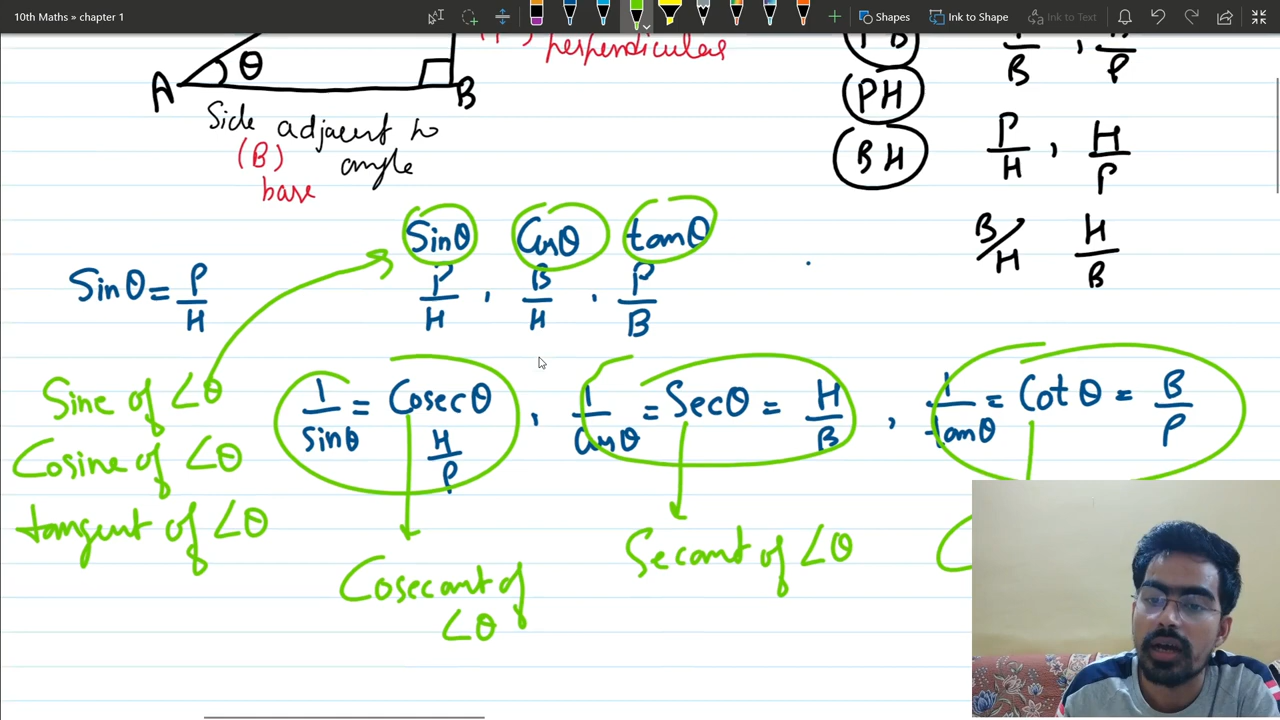 10th Maths » chapter 1
Shapes
Ink to Shape
Ink to Text
perpendicular
A
θ
B
Side adjacent to
angle
(B)
base
PH
BH
B , P
P/H , H/P
B/H H/B
Sinθ Cosθ tanθ
P/H , B/H , P/B
Sinθ = P/H
Sine of ∠θ
Cosine of ∠θ
tangent of ∠θ
1/sinθ = Cosecθ H/P , 1/cosθ = Secθ = H/B , 1/tanθ = Cot θ = B/P
Cosecant of
∠θ
Secant of ∠θ